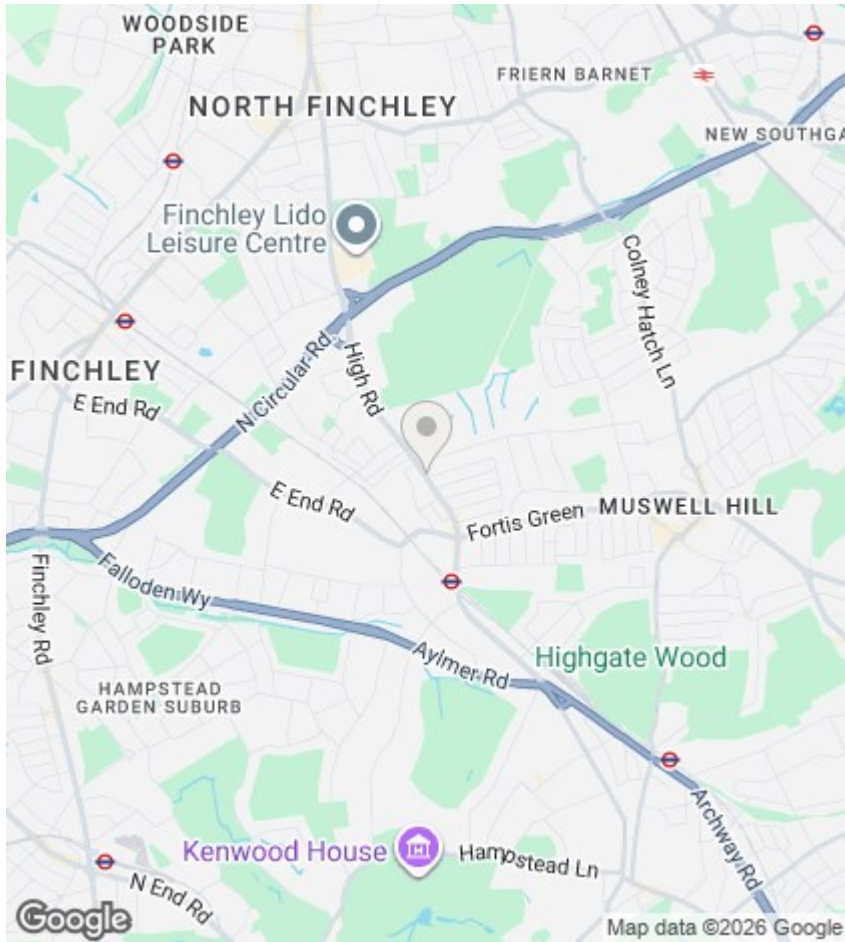 WOODSIDE
PARK
FRIERN BARNET
NORTH FINCHLEY
NEW SOUTHGA
Finchley Lido
Leisure Centre
Colney Hatch Ln
N Circular Rd
High Rd
FINCHLEY
E End Rd
E End Rd
Fortis Green
MUSWELL HILL
Finchley Rd
Falloden Wy
Aylmer Rd
Highgate Wood
HAMPSTEAD
GARDEN SUBURB
Archway Rd
Kenwood House
Hampstead Ln
N End Rd
Google
Map data ©2026 Google